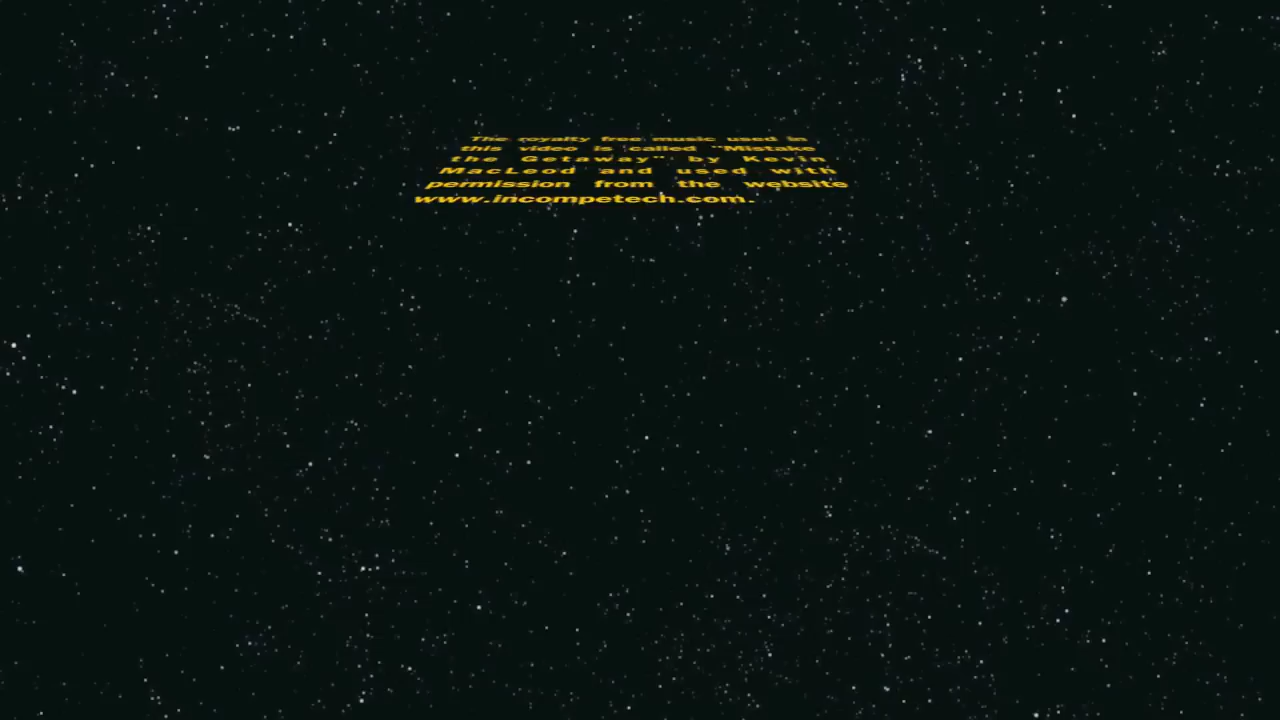 The royalty free music used in
this video is called "Mistake
the Getaway" by Kevin
MacLeod and used with
permission from the website
www.incompetech.com.